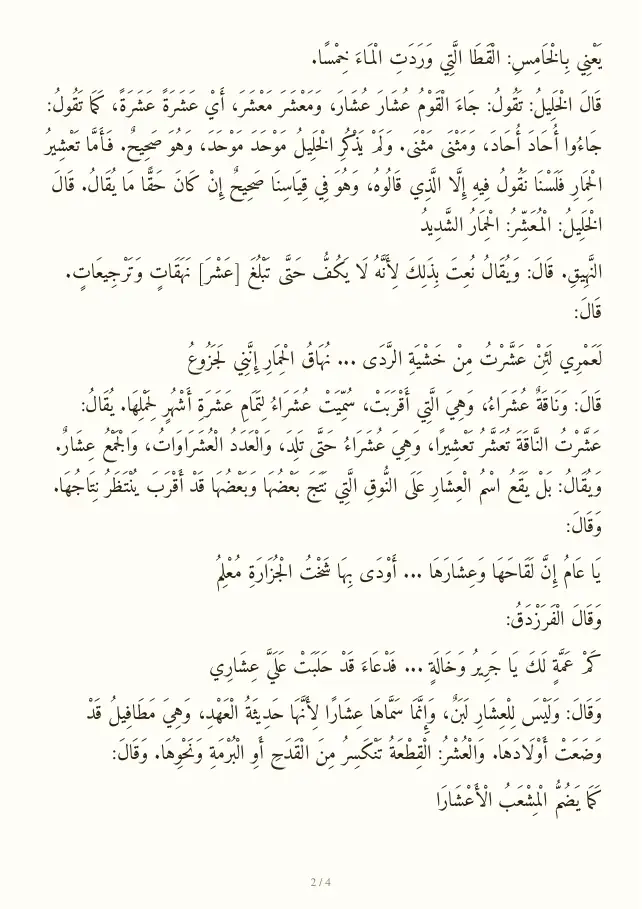 يَعْنِي بِالْخَامِسِ: الْقَطَا الَّتِي وَرَدَتِ الْمَاءَ خِمْسًا.
قَالَ الْخَلِيلُ: تَقُولُ: جَاءَ الْقَوْمُ عُشَارَ عُشَارَ، وَمَعْشَرَ مَعْشَرَ، أَيْ عَشَرَةً عَشَرَةً، كَمَا تَقُولُ:
جَاءُوا أُحَادَ أُحَادَ، وَمَثْنَى مَثْنَى. وَلَمْ يَذْكُرِ الْخَلِيلُ مَوْحَدَ مَوْحَدَ، وَهُوَ صَحِيحٌ. فَأَمَّا تَعْشِيرُ
الْحِمَارِ فَلَسْنَا نَقُولُ فِيهِ إِلَّا الَّذِي قَالُوهُ، وَهُوَ فِي قِيَاسِنَا صَحِيحٌ إِنْ كَانَ حَقًّا مَا يُقَالُ. قَالَ
الْخَلِيلُ: الْمُعَشِّرُ: الْحِمَارُ الشَّدِيدُ
النَّهِيقِ. قَالَ: وَيُقَالُ نُعِتَ بِذَلِكَ لِأَنَّهُ لَا يَكُفُّ حَتَّى تَبْلُغَ [عَشْرَ] نَهَقَاتٍ وَتَرْجِيعَاتٍ.
قَالَ:
لَعَمْرِي لَئِنْ عَشَّرْتُ مِنْ خَشْيَةِ الرَّدَى ... نُهَاقُ الْحِمَارِ إِنَّنِي لَجَزُوعُ
قَالَ: وَنَاقَةٌ عُشَرَاءُ، وَهِيَ الَّتِي أَقْرَبَتْ، سُمِّيَتْ عُشَرَاءُ لِتَمَامِ عَشَرَةِ أَشْهُرٍ لِحَمْلِهَا. يُقَالُ:
عَشَّرْتُ النَّاقَةَ تُعَشَّرُ تَعْشِيرًا، وَهِيَ عُشَرَاءُ حَتَّى تَلِدَ، وَالْعَدَدُ الْعُشَرَاوَاتُ، وَالْجَمْعُ عِشَارٌ.
وَيُقَالُ: بَلْ يَقَعُ اسْمُ الْعِشَارِ عَلَى النُّوقِ الَّتِي نَتَجَ بَعْضُهَا وَبَعْضُهَا قَدْ أَقْرَبَ يُنْتَظَرُ نِتَاجُهَا.
وَقَالَ:
يَا عَامُ إِنَّ لَقَاحَهَا وَعِشَارَهَا ... أَوْدَى بِهَا شَخْتُ الْجُزَارَةِ مُعْلِمُ
وَقَالَ الْفَرَزْدَقُ:
كَمْ عَمَّةٍ لَكَ يَا جَرِيرُ وَخَالَةٍ ... فَدْعَاءَ قَدْ حَلَبَتْ عَلَيَّ عِشَارِي
وَقَالَ: وَلَيْسَ لِلْعِشَارِ لَبَنٌ، وَإِنَّمَا سَمَّاهَا عِشَارًا لِأَنَّهَا حَدِيثَةُ الْعَهْدِ، وَهِيَ مَطَافِيلُ قَدْ
وَضَعَتْ أَوْلَادَهَا. وَالْعُشْرُ: الْقِطْعَةُ تَنْكَسِرُ مِنَ الْقَدَحِ أَوِ الْبُرْمَةِ وَنَحْوِهَا. وَقَالَ:
كَمَا يَضُمُّ الْمِشْعَبُ الْأَعْشَارَا
2 / 4